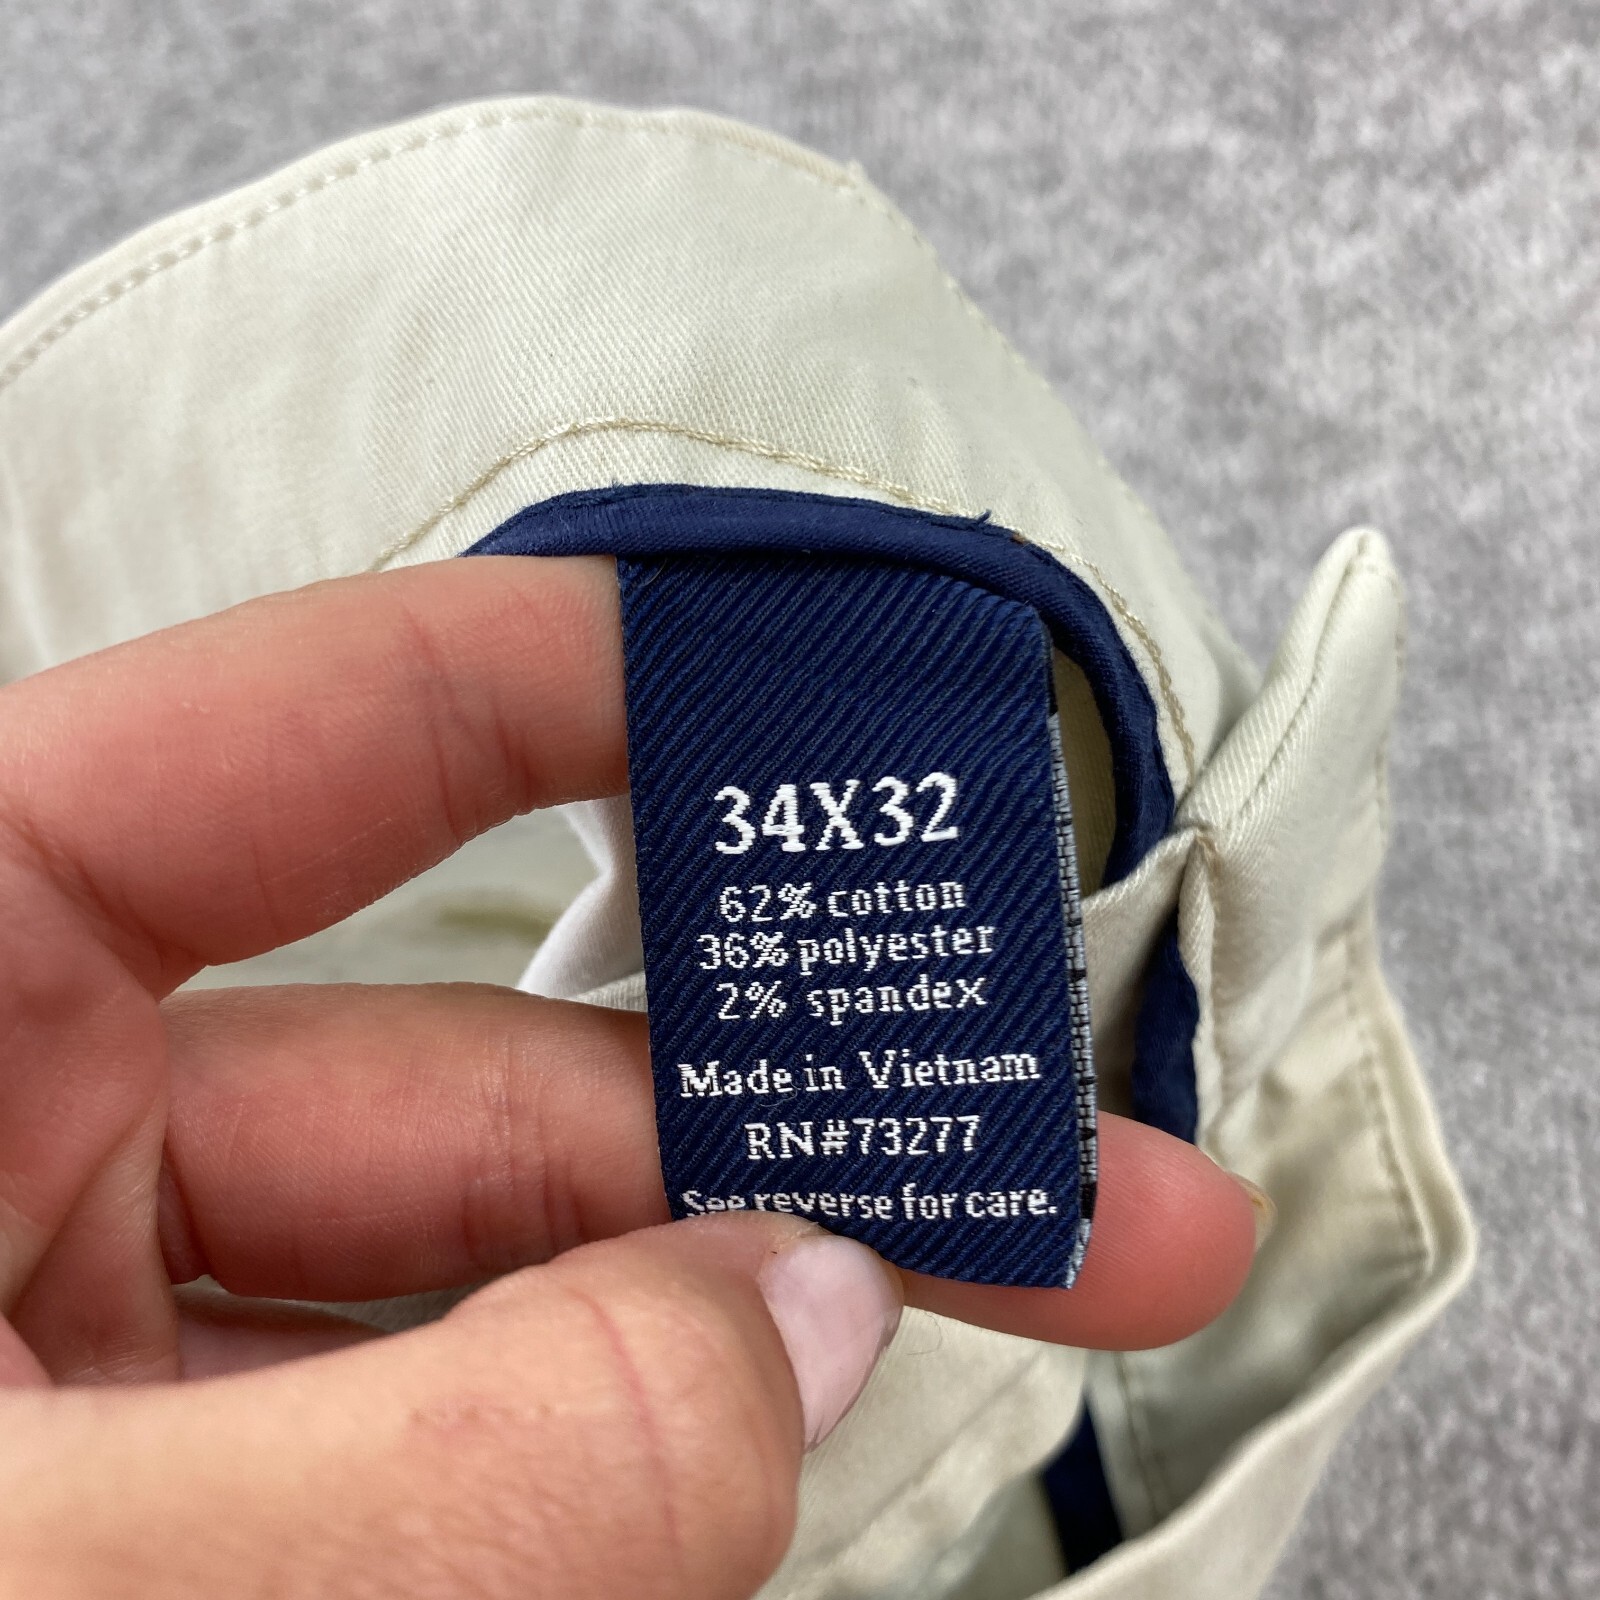 34X32
62% cotton
36% polyester
2% spandex
Made in Vietnam
RN#73277
See reverse for care.